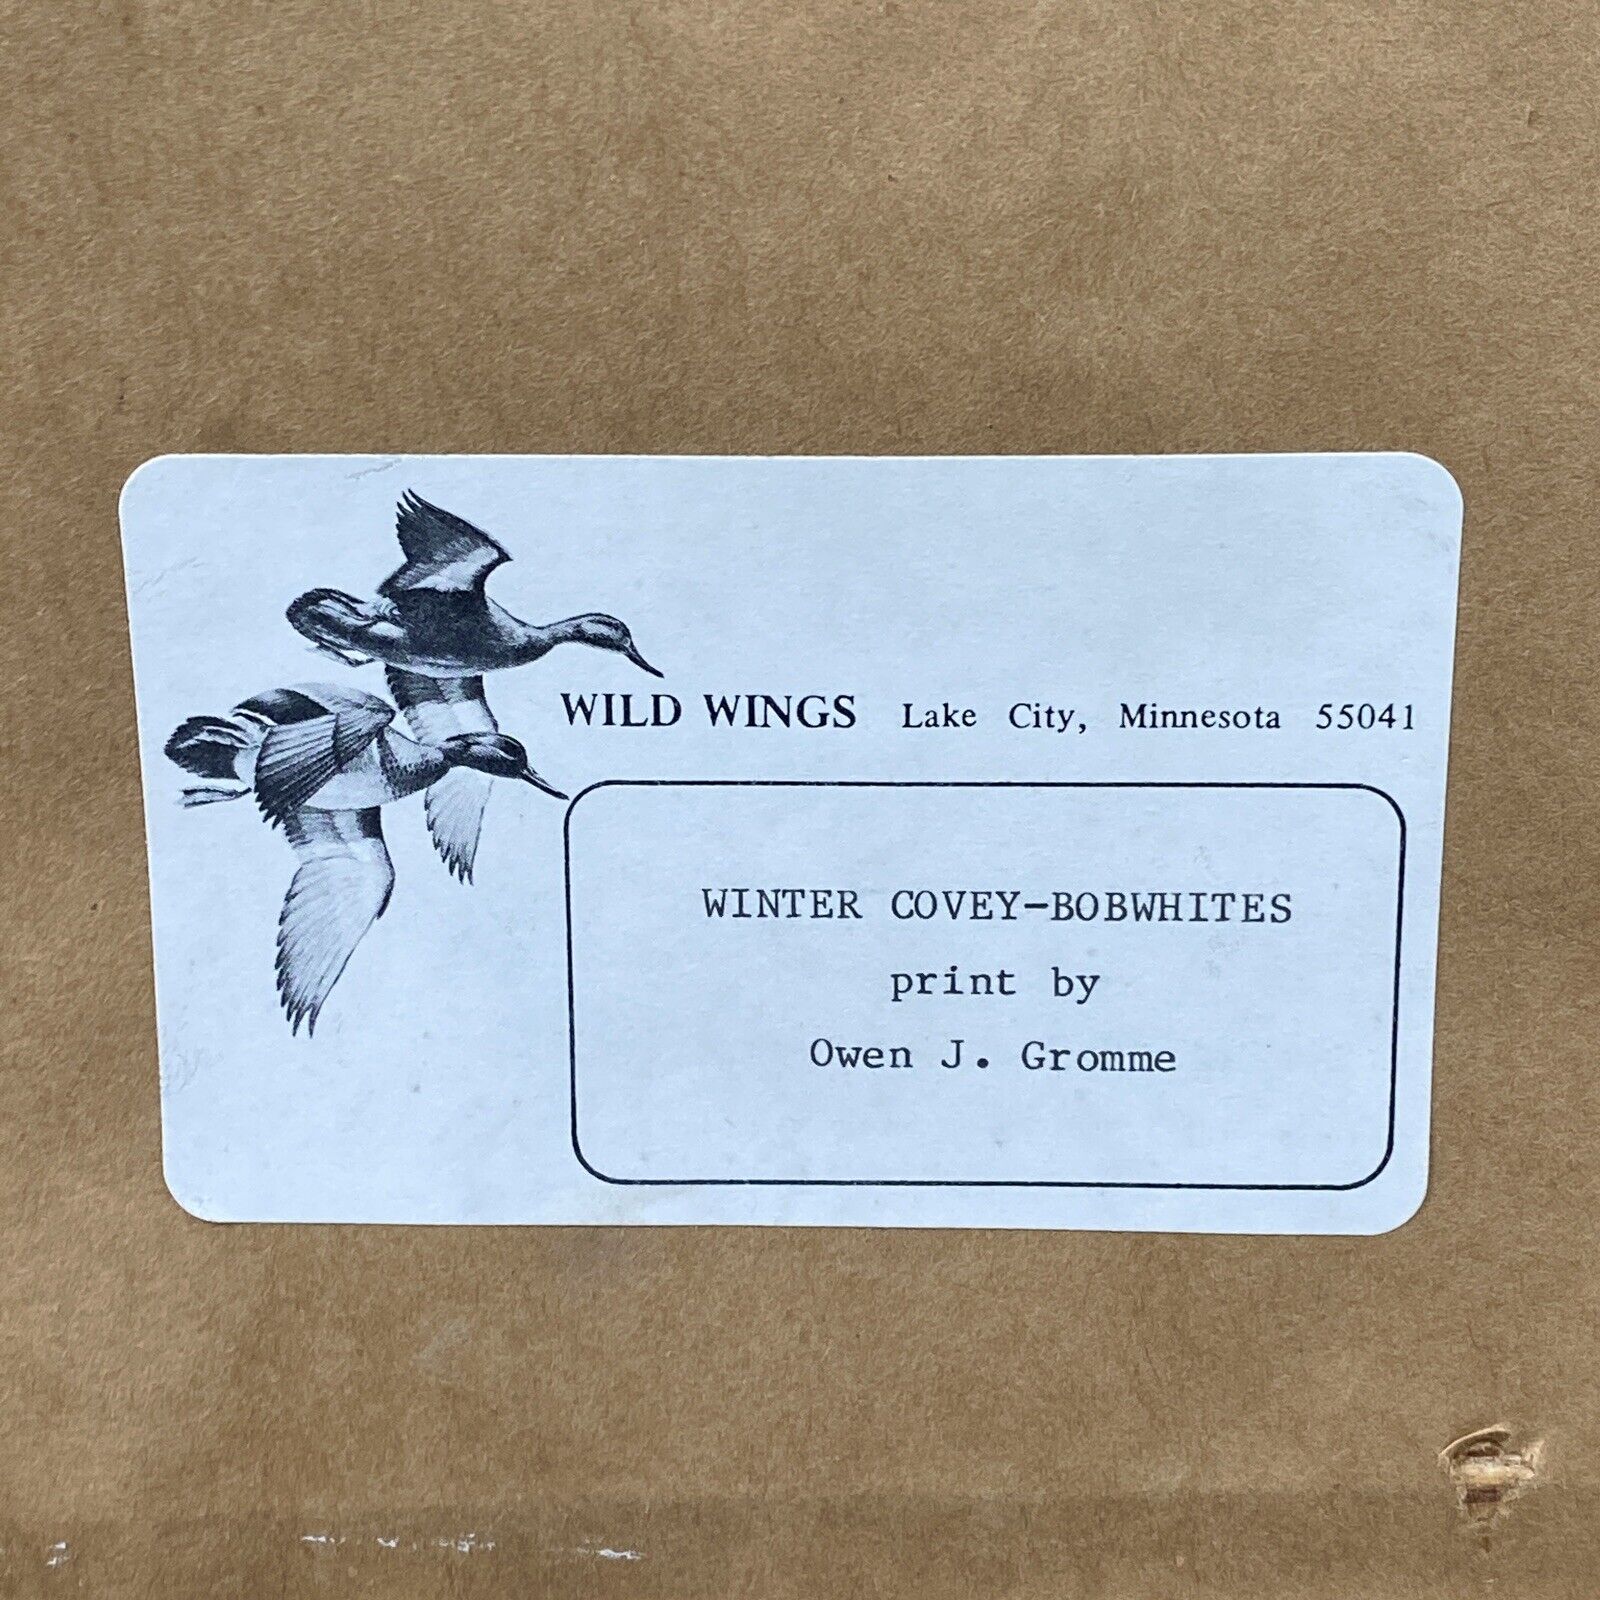 WILD WINGS Lake City, Minnesota 55041
WINTER COVEY-BOBWHITES
print by
Owen J. Gromme